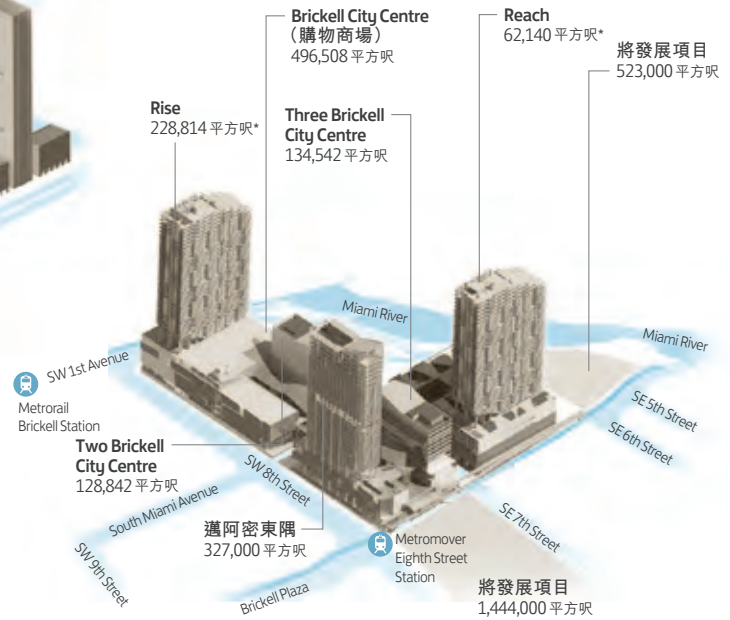 Brickell City Centre
（購物商場）
496,508 平方呎
Reach
62,140 平方呎*
將發展項目
523,000 平方呎
Rise
228,814 平方呎*
Three Brickell
City Centre
134,542 平方呎
Miami River
Miami River
SW 1st Avenue
Metrorail
Brickell Station
SE 5th Street
SE 6th Street
Two Brickell
City Centre
128,842 平方呎
SW 8th Street
South Miami Avenue
SW 9th Street
邁阿密東隅
327,000 平方呎
SE 7th Street
Metromover
Eighth Street
Station
Brickell Plaza
將發展項目
1,444,000 平方呎